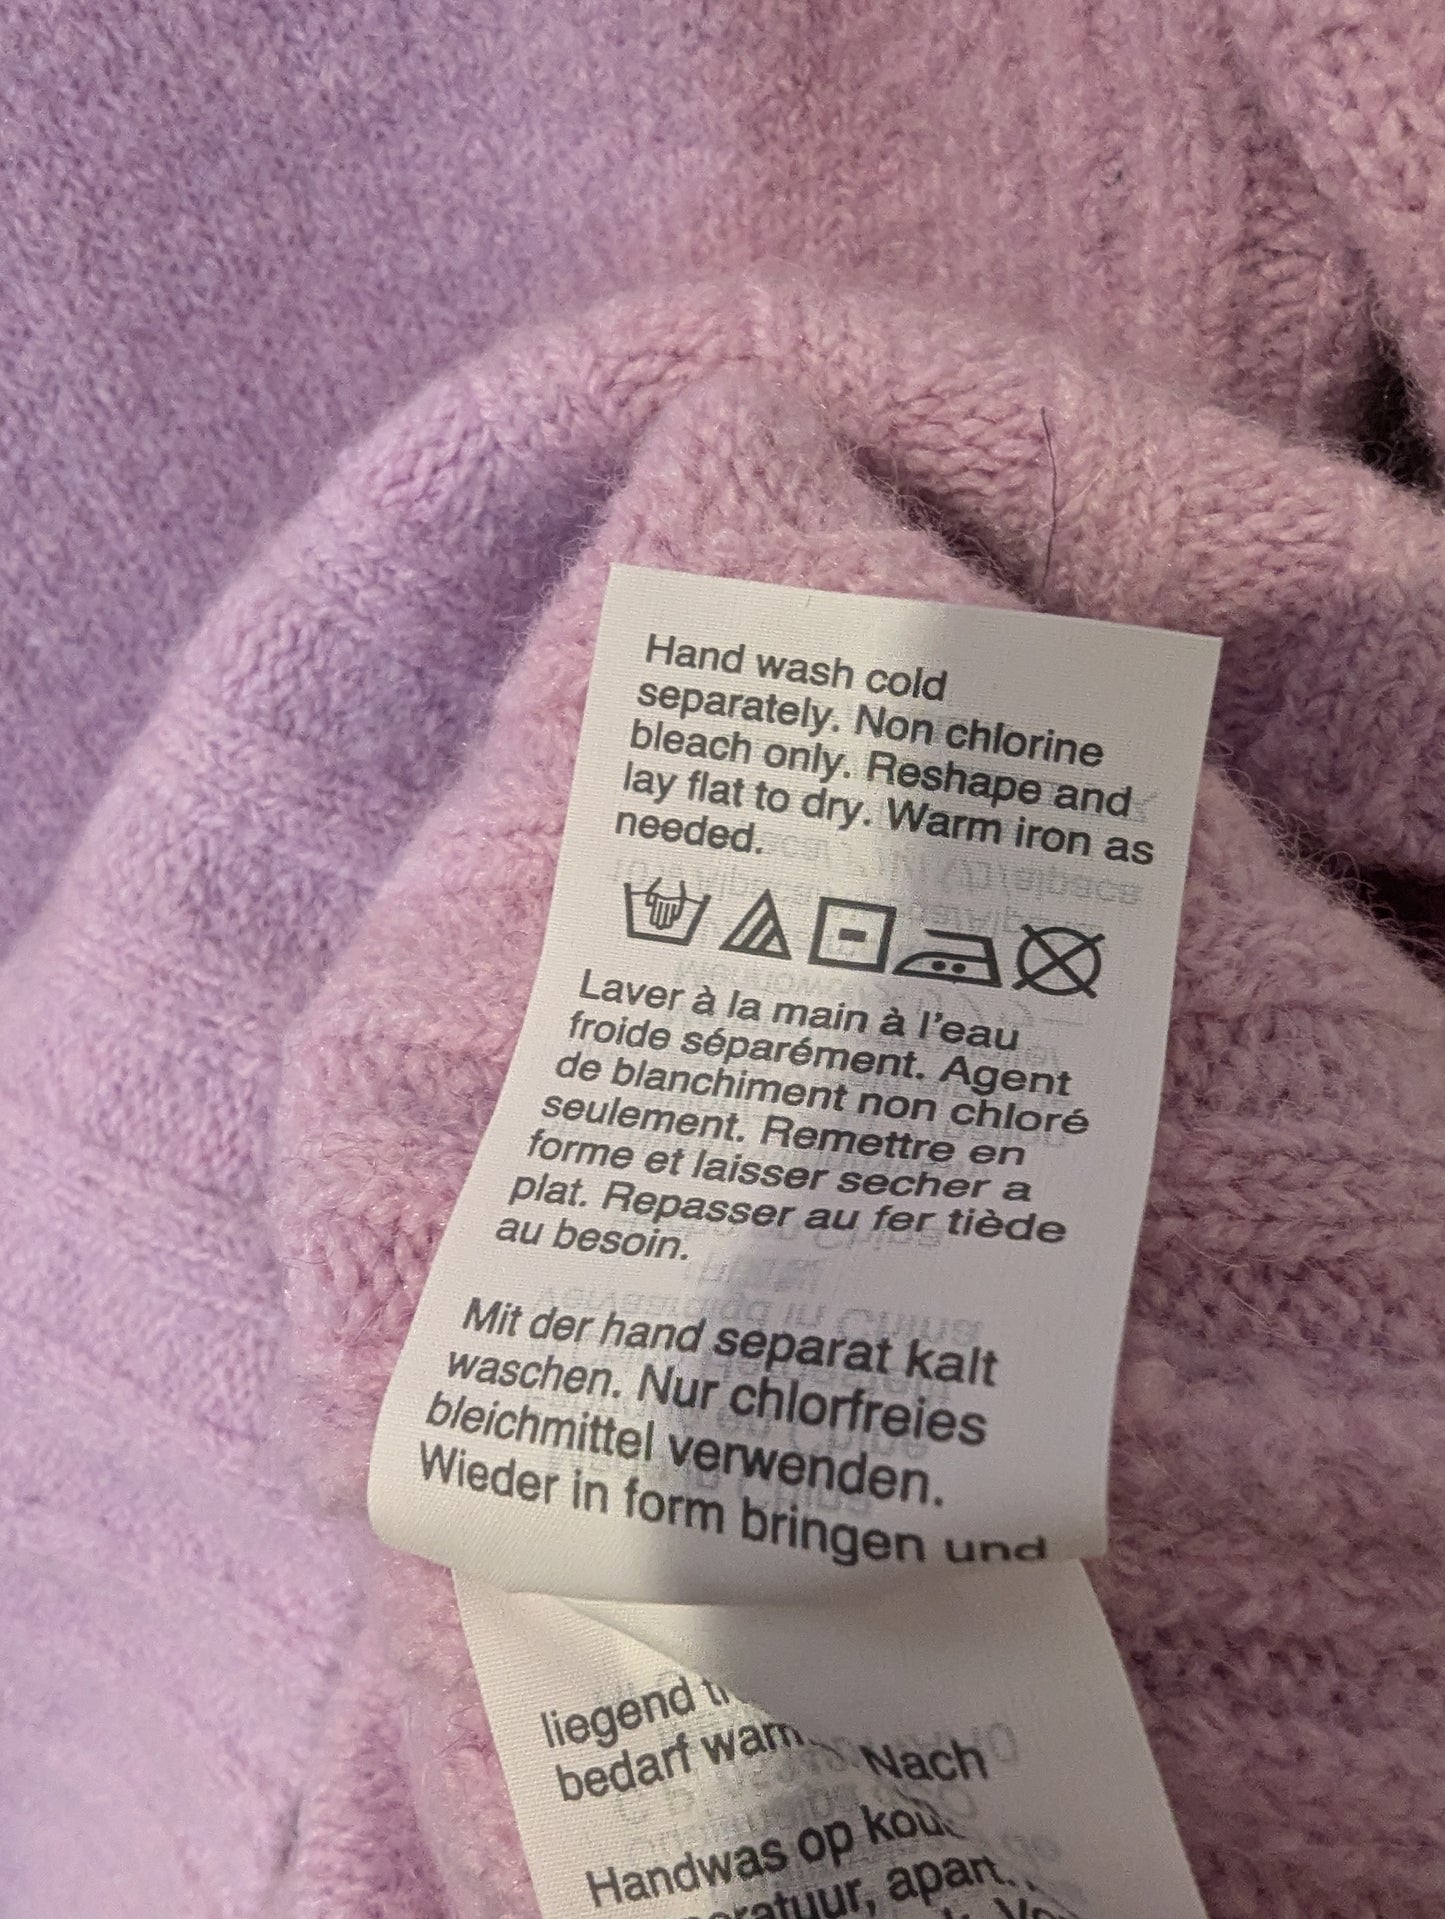 Hand wash cold
separately. Non chlorine
bleach only. Reshape and
lay flat to dry. Warm iron as
needed.
Laver à la main à l'eau
froide séparément. Agent
de blanchiment non chloré
seulement. Remettre en
forme et laisser secher a
plat. Repasser au fer tiède
au besoin.
Mit der hand separat kalt
waschen. Nur chlorfreies
bleichmittel verwenden.
Wieder in form bringen und
liegend
bedarf Nach
Handwas op
apart.